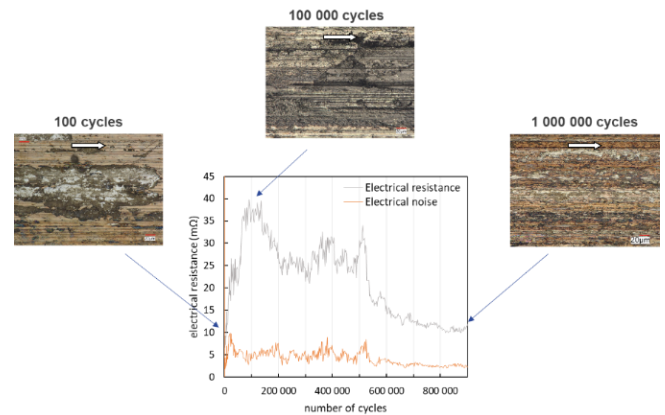 100 000 cycles
100 cycles
1 000 000 cycles
20µm
Electrical resistance
Electrical noise
electrical resistance (mΩ)
45
40
35
30
25
20
15
10
5
0
0
200 000
400 000
600 000
800 000
number of cycles